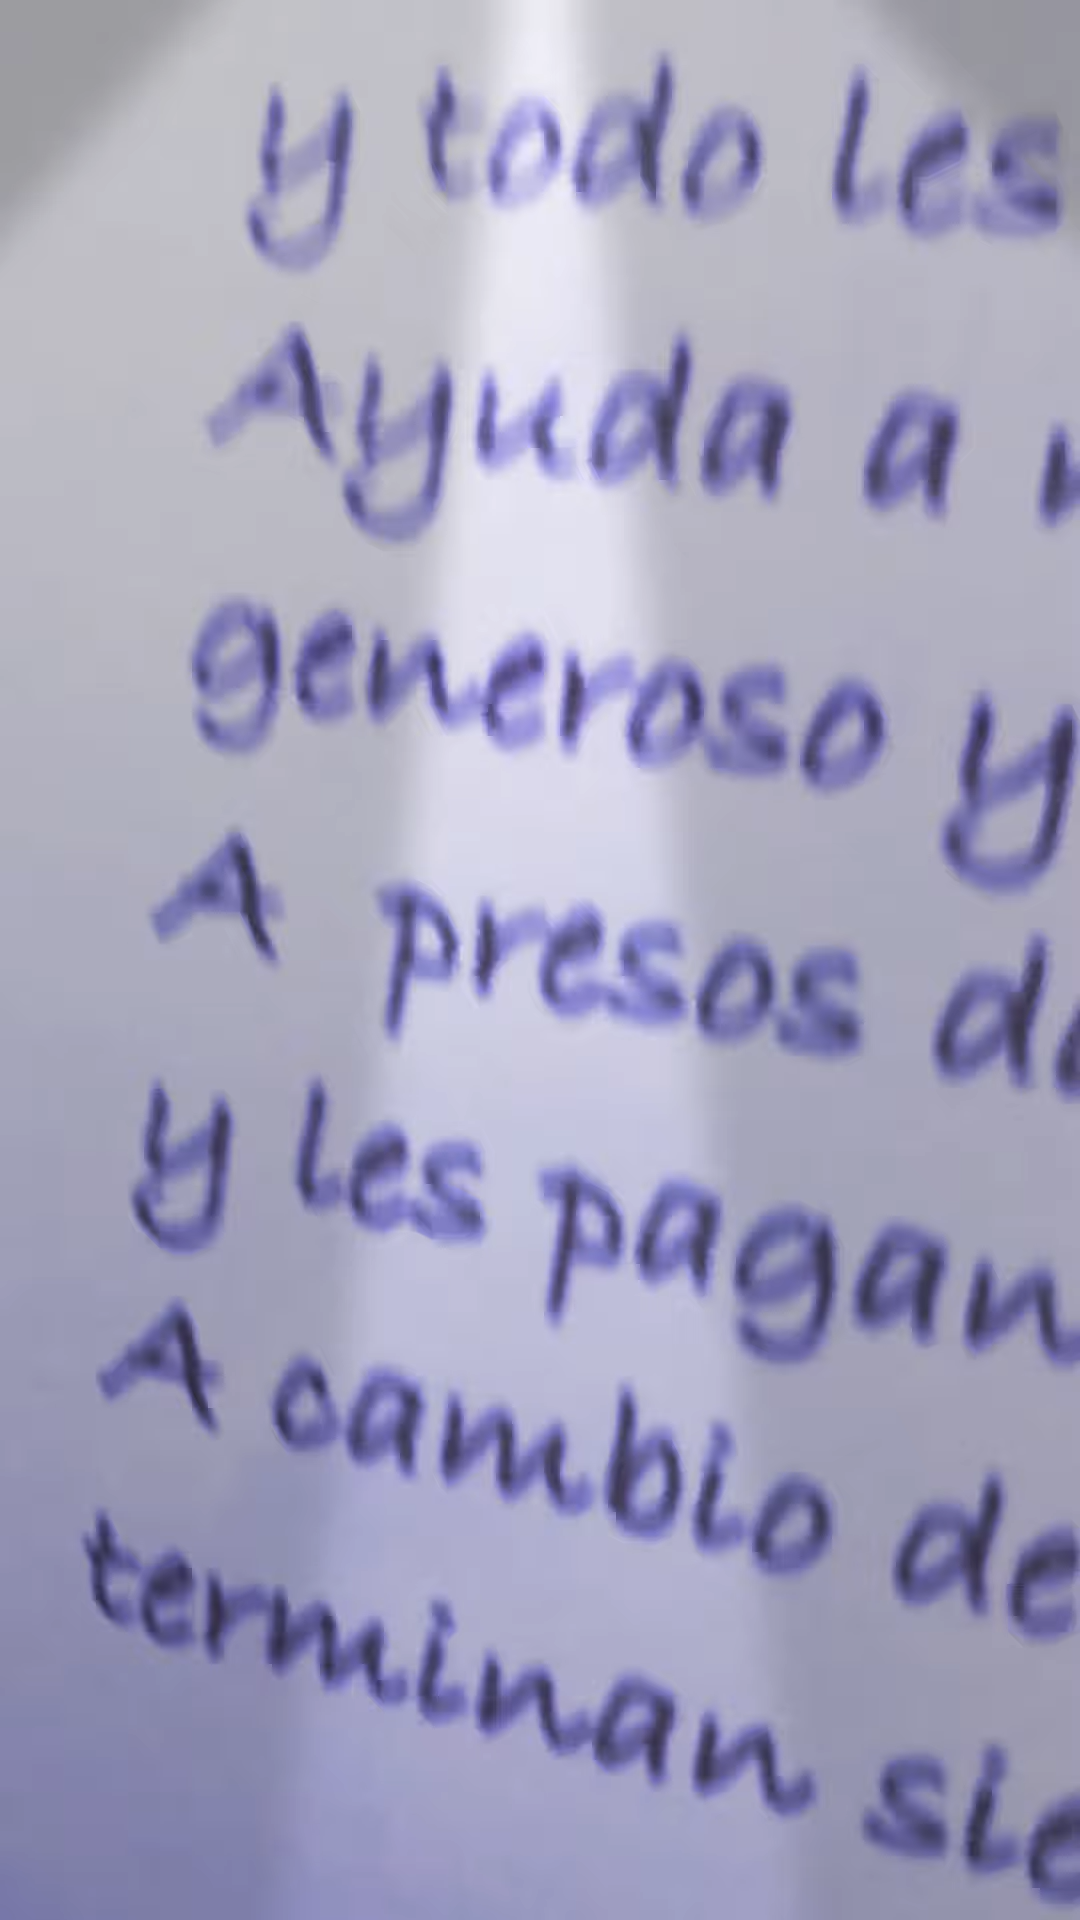 y todo les
Ayuda a
generoso y
A presos
y les pagan
A cambio de
terminan